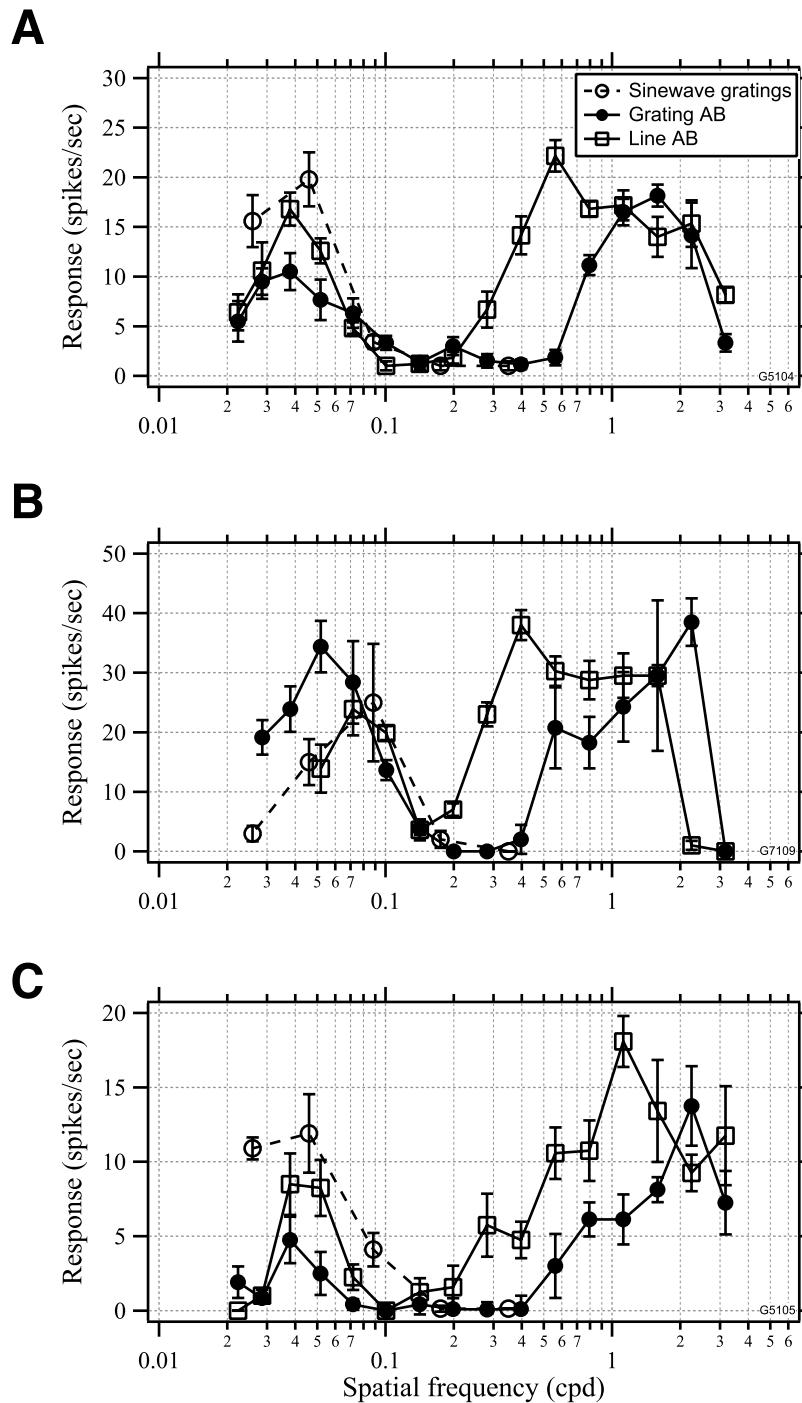 A
Response (spikes/sec)
30
25
20
15
10
5
0
Sinewave gratings
Grating AB
Line AB
G5104
2 3 4 5 6 7 2 3 4 5 6 7 2 3 4 5 6
0.01 0.1 1
B
Response (spikes/sec)
50
40
30
20
10
0
G7109
2 3 4 5 6 7 2 3 4 5 6 7 2 3 4 5 6
0.01 0.1 1
C
Response (spikes/sec)
20
15
10
5
0
G5105
2 3 4 5 6 7 2 3 4 5 6 7 2 3 4 5 6
0.01 0.1 1
Spatial frequency (cpd)